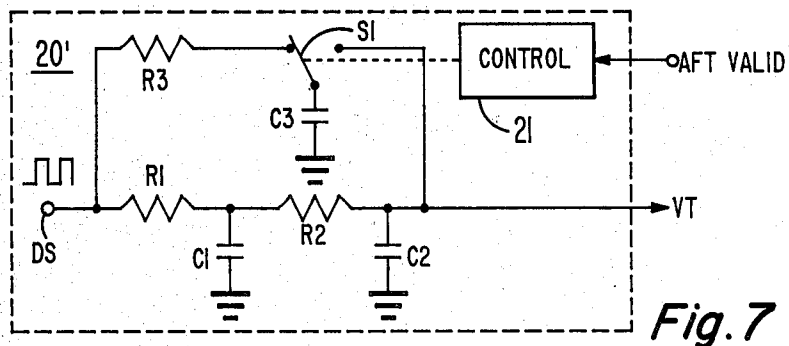 20'
S1
R3
CONTROL
AFT VALID
C3
21
R1
R2
VT
DS
C1
C2
Fig. 7